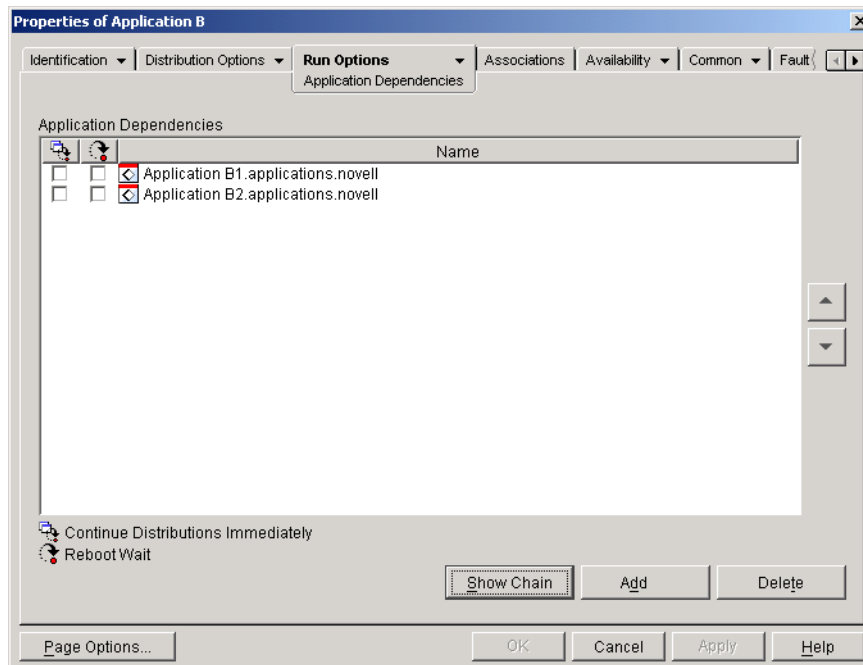 Properties of Application B
Identification Distribution Options Run Options Associations Availability Common Fault
Application Dependencies
Application Dependencies
Name
Application B1.applications.novell
Application B2.applications.novell
Continue Distributions Immediately
Reboot Wait
Show Chain Add Delete
Page Options... OK Cancel Apply Help